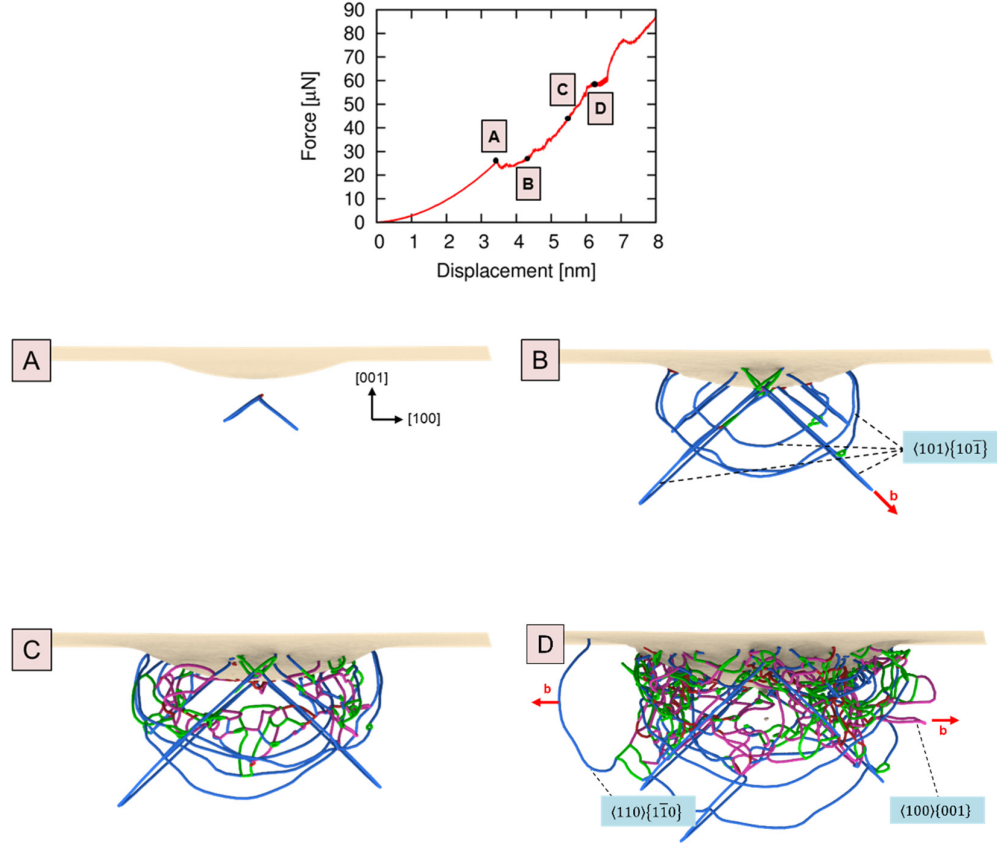 90
80
70
60
50
40
30
20
10
0
Force [μN]
A
B
C
D
0 1 2 3 4 5 6 7 8
Displacement [nm]
A
[001]
[100]
B
⟨101⟩{101̅}
b
C
D
b
b
⟨110⟩{11̅0}
⟨100⟩{001}